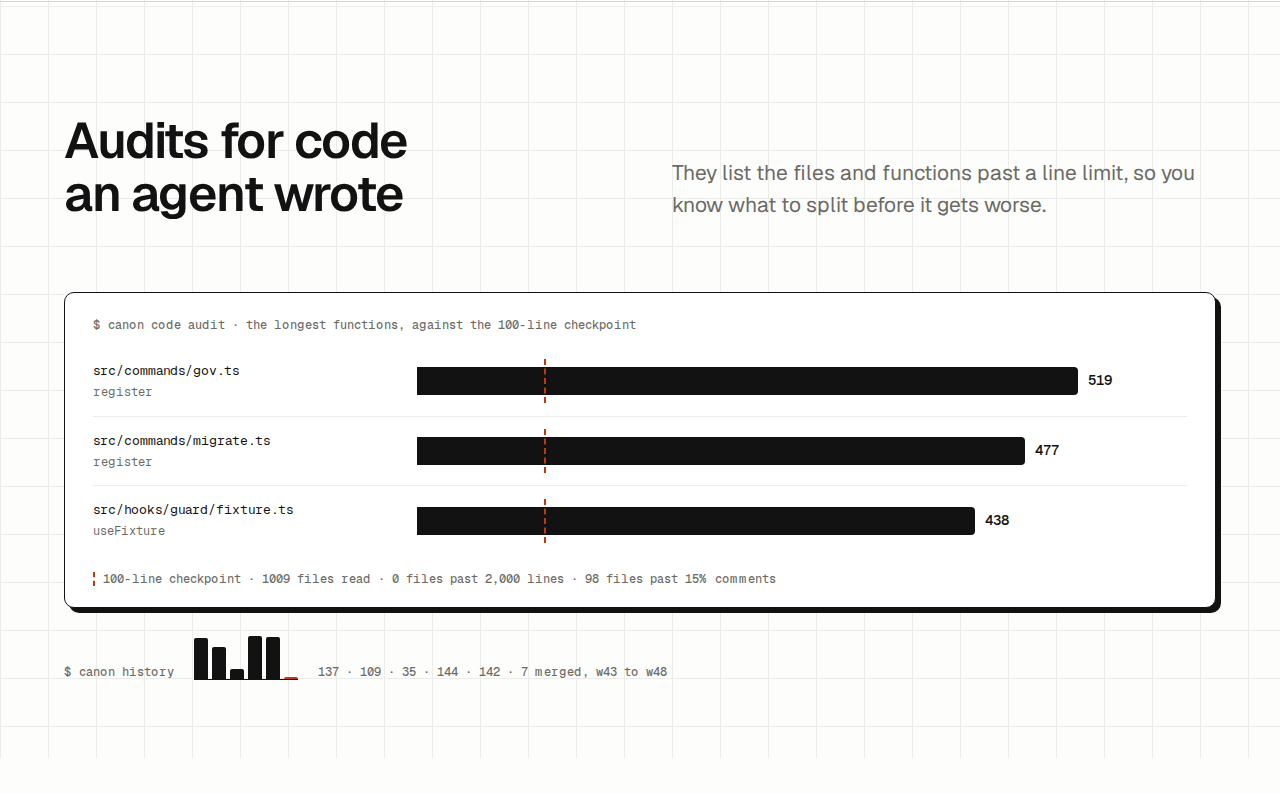 Audits for code
an agent wrote
They list the files and functions past a line limit, so you
know what to split before it gets worse.
$ canon code audit · the longest functions, against the 100-line checkpoint
src/commands/gov.ts
register
519
src/commands/migrate.ts
register
477
src/hooks/guard/fixture.ts
useFixture
438
100-line checkpoint · 1009 files read · 0 files past 2,000 lines · 98 files past 15% comments
$ canon history
137 · 109 · 35 · 144 · 142 · 7 merged, w43 to w48